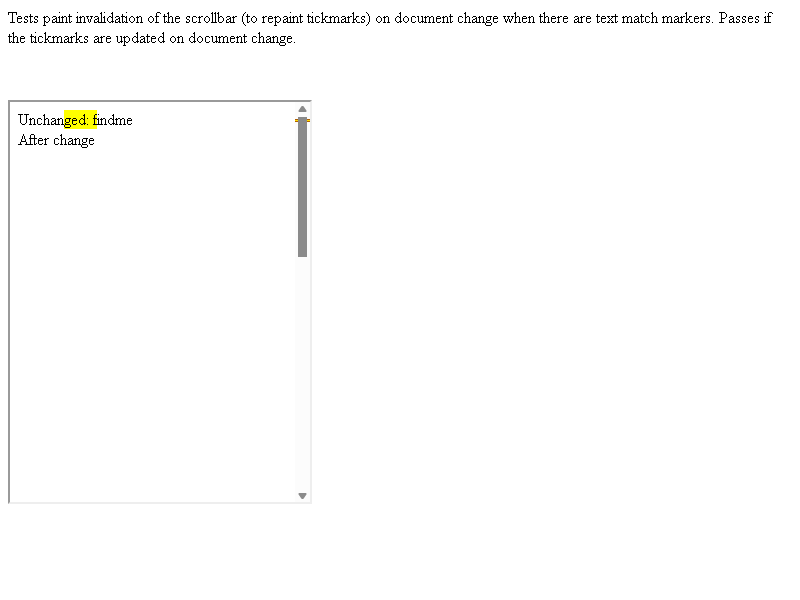 Tests paint invalidation of the scrollbar (to repaint tickmarks) on document change when there are text match markers. Passes if
the tickmarks are updated on document change.
Unchanged: findme
After change